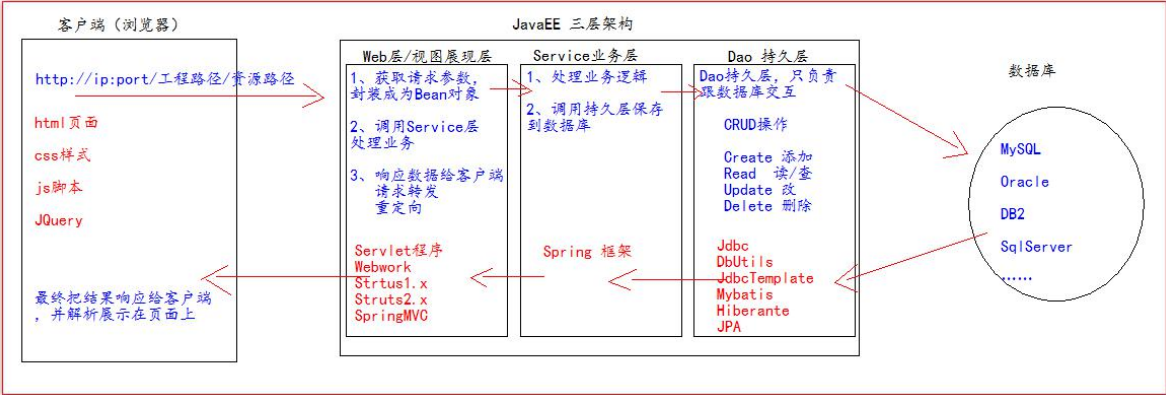 客户端（浏览器）
JavaEE 三层架构
http://ip:port/工程路径/资源路径
html页面
css样式
js脚本
JQuery
最终把结果响应给客户端
，并解析展示在页面上
Web层/视图展现层
1、获取请求参数，
封装成为Bean对象
2、调用Service层
处理业务
3、响应数据给客户端
请求转发
重定向
Servlet程序
Webwork
Strtus1.x
Struts2.x
SpringMVC
Service业务层
1、处理业务逻辑
2、调用持久层保存
到数据库
Spring 框架
Dao 持久层
Dao持久层，只负责
跟数据库交互
CRUD操作
Create 添加
Read 读/查
Update 改
Delete 删除
Jdbc
DbUtils
JdbcTemplate
Mybatis
Hiberante
JPA
数据库
MySQL
Oracle
DB2
SqlServer
......